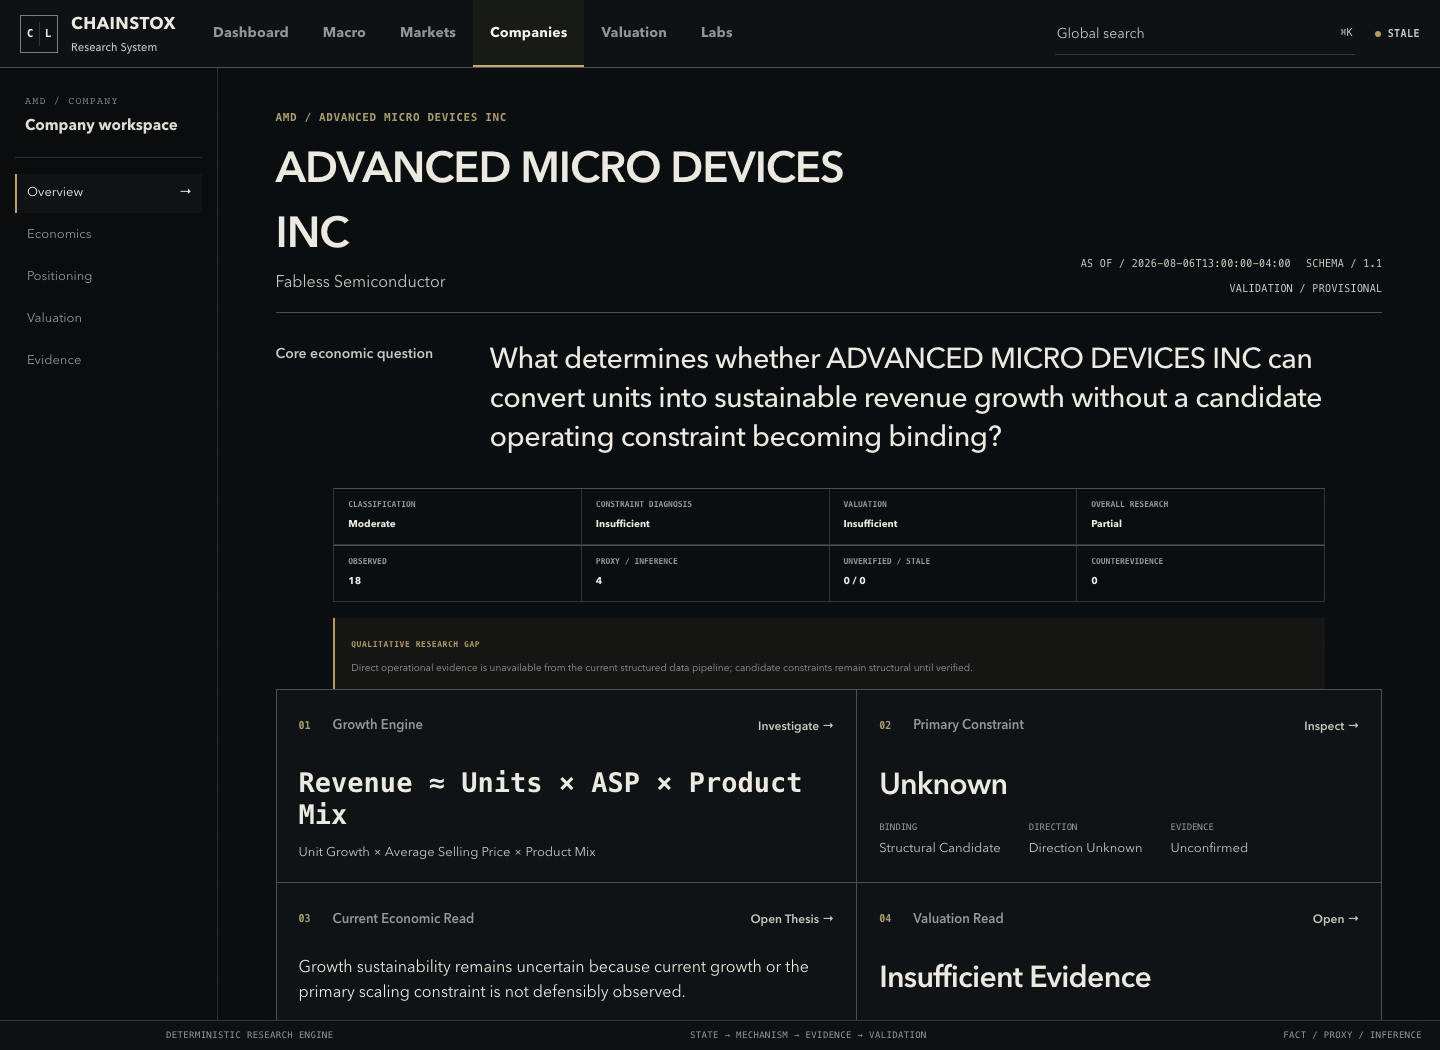 C L
CHAINSTOX
Research System
Dashboard
Macro
Markets
Companies
Valuation
Labs
Global search
⌘K
STALE
AMD / COMPANY
Company workspace
Overview →
Economics
Positioning
Valuation
Evidence
AMD / ADVANCED MICRO DEVICES INC
ADVANCED MICRO DEVICES
INC
Fabless Semiconductor
AS OF / 2026-08-06T13:00:00-04:00 SCHEMA / 1.1
VALIDATION / PROVISIONAL
Core economic question
What determines whether ADVANCED MICRO DEVICES INC can
convert units into sustainable revenue growth without a candidate
operating constraint becoming binding?
CLASSIFICATION
Moderate
CONSTRAINT DIAGNOSIS
Insufficient
VALUATION
Insufficient
OVERALL RESEARCH
Partial
OBSERVED
18
PROXY / INFERENCE
4
UNVERIFIED / STALE
0 / 0
COUNTEREVIDENCE
0
QUALITATIVE RESEARCH GAP
Direct operational evidence is unavailable from the current structured data pipeline; candidate constraints remain structural until verified.
01 Growth Engine Investigate →
Revenue ≈ Units × ASP × Product
Mix
Unit Growth × Average Selling Price × Product Mix
02 Primary Constraint Inspect →
Unknown
BINDING
Structural Candidate
DIRECTION
Direction Unknown
EVIDENCE
Unconfirmed
03 Current Economic Read Open Thesis →
Growth sustainability remains uncertain because current growth or the
primary scaling constraint is not defensibly observed.
04 Valuation Read Open →
Insufficient Evidence
DETERMINISTIC RESEARCH ENGINE
STATE → MECHANISM → EVIDENCE → VALIDATION
FACT / PROXY / INFERENCE